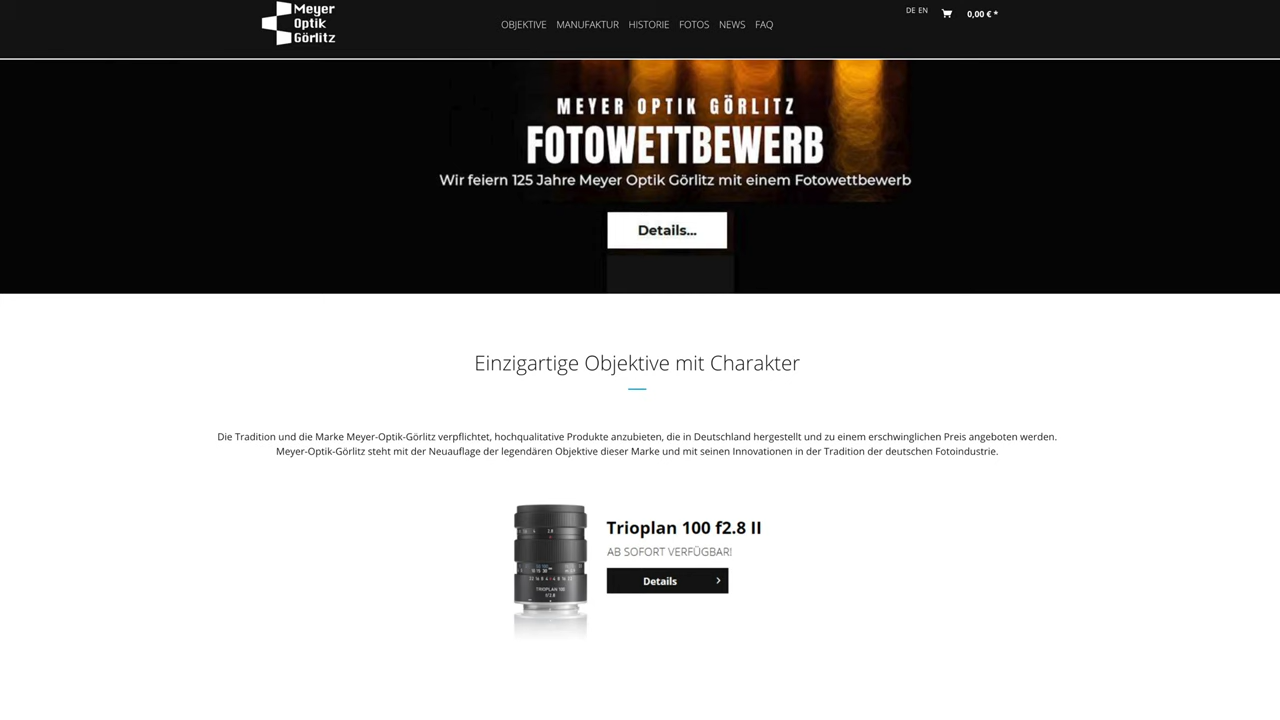 Meyer
Optik
Görlitz
OBJEKTIVE MANUFAKTUR HISTORIE FOTOS NEWS FAQ
DE EN
0,00 € *
MEYER OPTIK GÖRLITZ
FOTOWETTBEWERB
Wir feiern 125 Jahre Meyer Optik Görlitz mit einem Fotowettbewerb
Details...
Einzigartige Objektive mit Charakter
Die Tradition und die Marke Meyer-Optik-Görlitz verpflichtet, hochqualitative Produkte anzubieten, die in Deutschland hergestellt und zu einem erschwinglichen Preis angeboten werden.
Meyer-Optik-Görlitz steht mit der Neuauflage der legendären Objektive dieser Marke und mit seinen Innovationen in der Tradition der deutschen Fotoindustrie.
Trioplan 100 f2.8 II
AB SOFORT VERFÜGBAR!
Details
TRIOPLAN 100
f/2,8